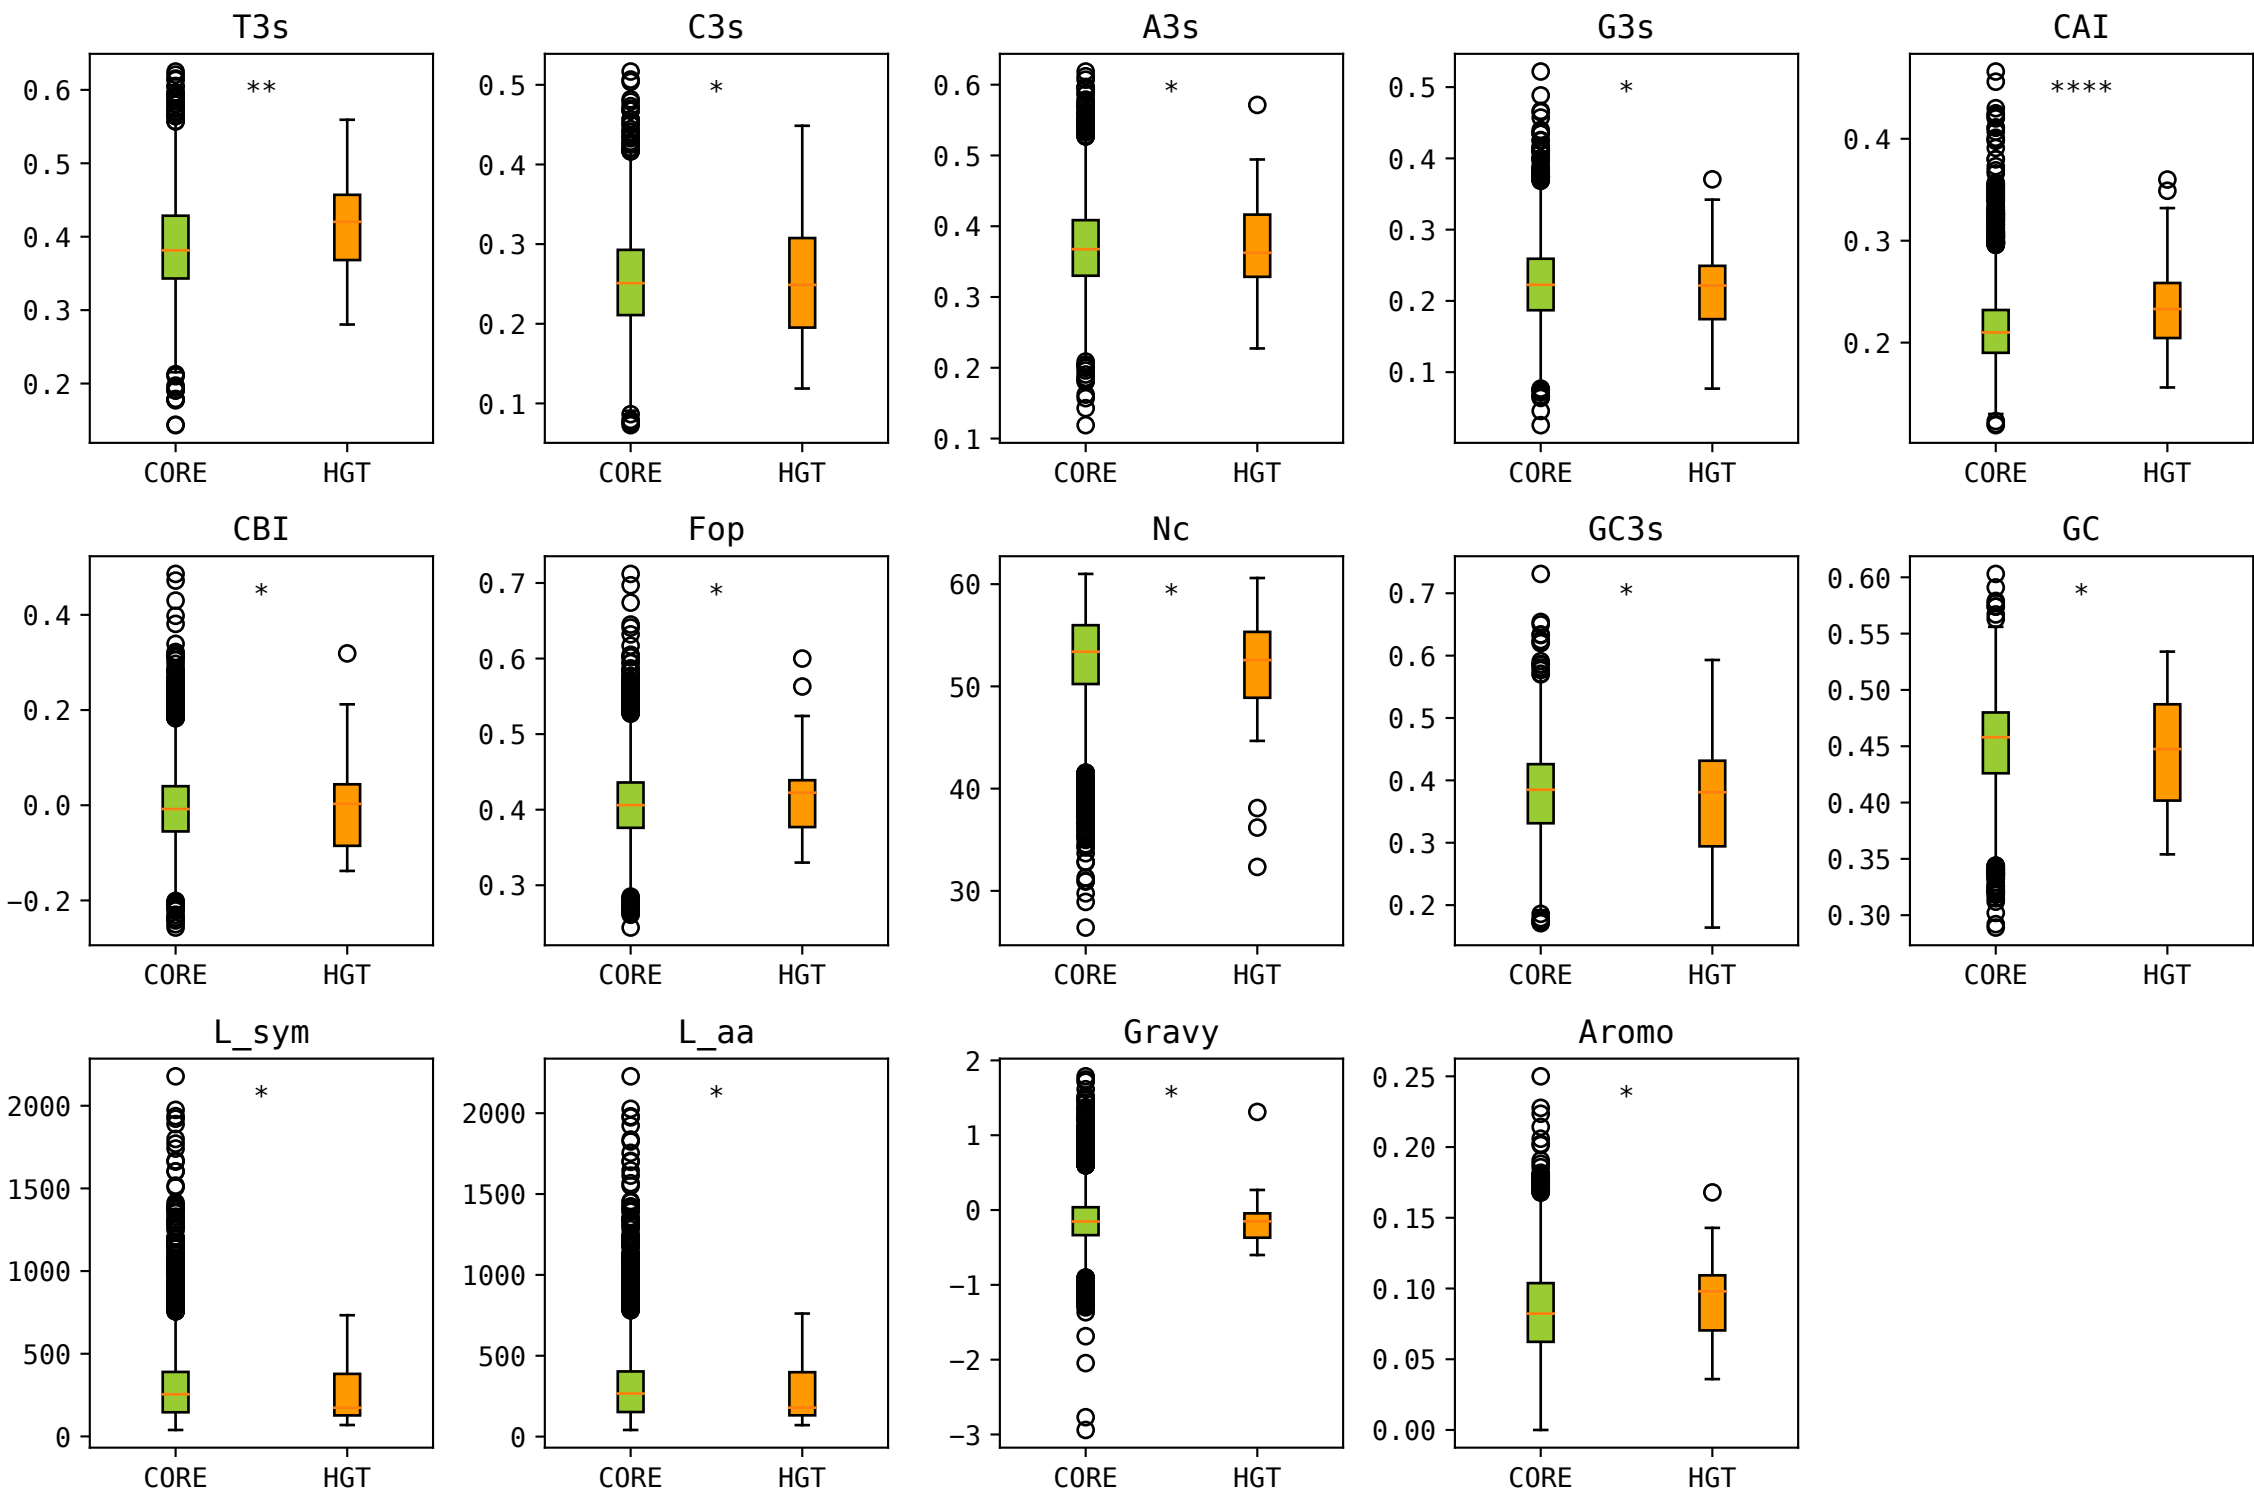 T3s
C3s
A3s
G3s
CAI
0.6
0.5
0.4
0.3
0.2
**
CORE
HGT
0.5
0.4
0.3
0.2
0.1
*
CORE
HGT
0.6
0.5
0.4
0.3
0.2
0.1
*
CORE
HGT
0.5
0.4
0.3
0.2
0.1
*
CORE
HGT
0.4
0.3
0.2
****
CORE
HGT
CBI
Fop
Nc
GC3s
GC
0.4
0.2
0.0
−0.2
*
CORE
HGT
0.7
0.6
0.5
0.4
0.3
*
CORE
HGT
60
50
40
30
*
CORE
HGT
0.7
0.6
0.5
0.4
0.3
0.2
*
CORE
HGT
0.60
0.55
0.50
0.45
0.40
0.35
0.30
*
CORE
HGT
L_sym
L_aa
Gravy
Aromo
2000
1500
1000
500
0
*
CORE
HGT
2000
1500
1000
500
0
*
CORE
HGT
2
1
0
−1
−2
−3
*
CORE
HGT
0.25
0.20
0.15
0.10
0.05
0.00
*
CORE
HGT